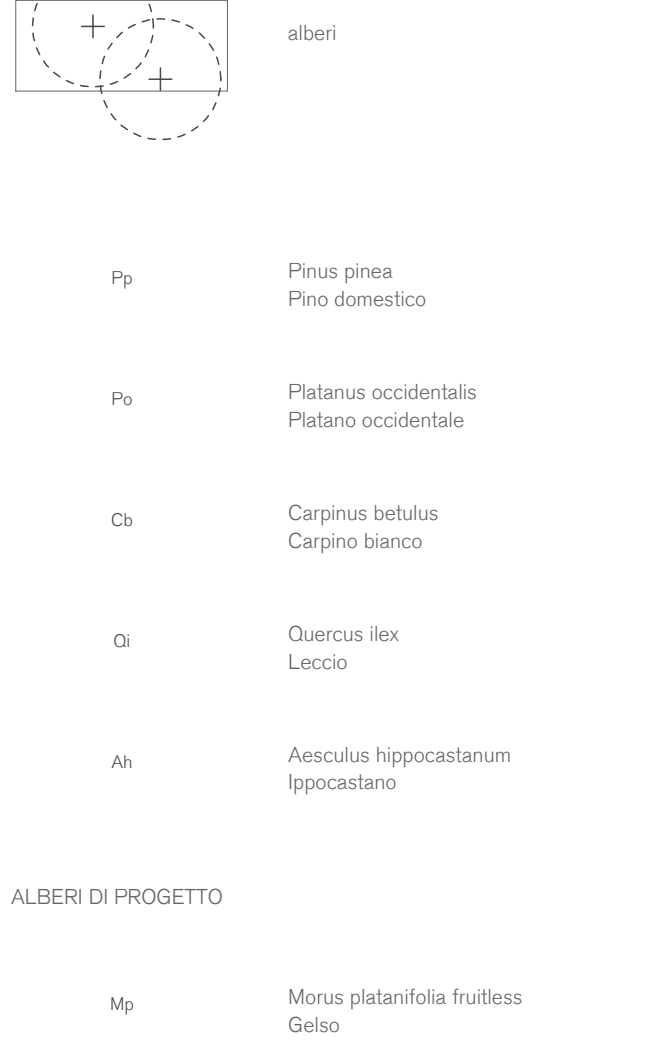 alberi
Pp
Pinus pinea
Pino domestico
Po
Platanus occidentalis
Platano occidentale
Cb
Carpinus betulus
Carpino bianco
Qi
Quercus ilex
Leccio
Ah
Aesculus hippocastanum
Ippocastano
ALBERI DI PROGETTO
Mp
Morus platanifolia fruitless
Gelso